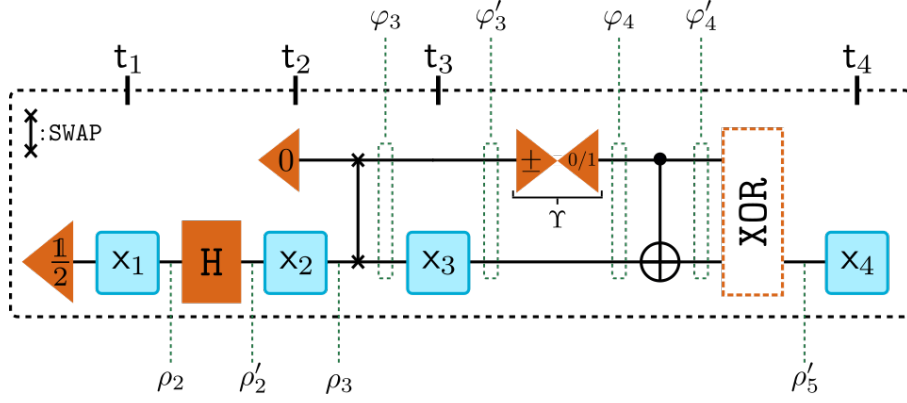 φ₃ φ′₃ φ₄ φ′₄
t₁ t₂ t₃ t₄
:SWAP
0 ± 0/1
Υ
XOR
𝟙/2 X₁ H X₂ X₃ X₄
ρ₂ ρ′₂ ρ₃ ρ′₅